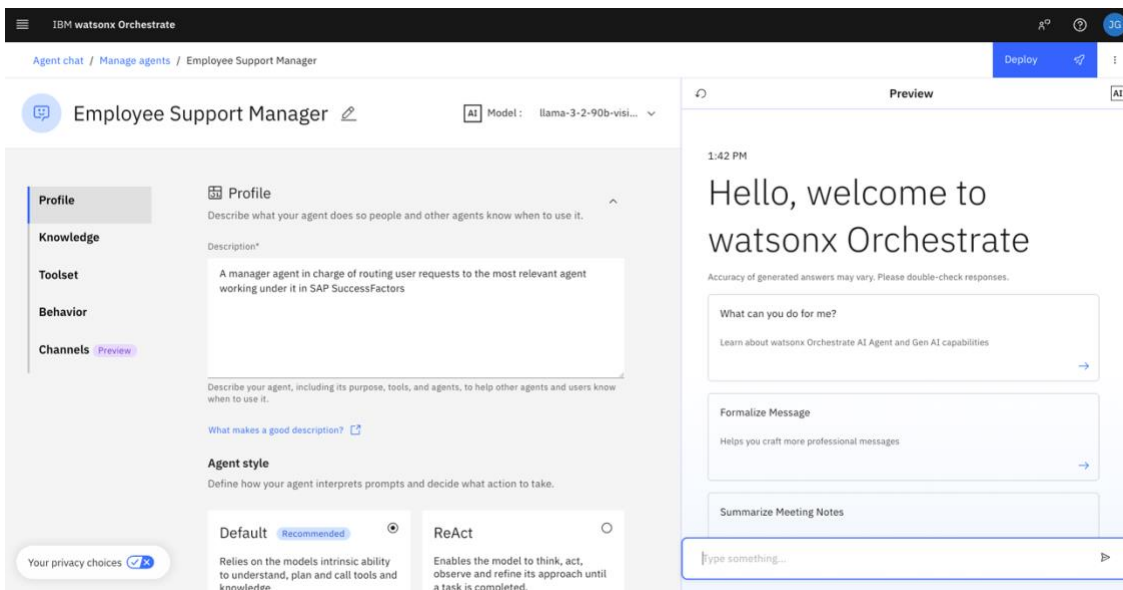 IBM watsonx Orchestrate
JG
Agent chat / Manage agents / Employee Support Manager
Deploy
Employee Support Manager
AI Model : llama-3-2-90b-visi...
Preview
AI
Profile
Knowledge
Toolset
Behavior
Channels Preview
Profile
Describe what your agent does so people and other agents know when to use it.
Description*
A manager agent in charge of routing user requests to the most relevant agent
working under it in SAP SuccessFactors
Describe your agent, including its purpose, tools, and agents, to help other agents and users know
when to use it.
What makes a good description?
Agent style
Define how your agent interprets prompts and decide what action to take.
Default Recommended
Relies on the models intrinsic ability
to understand, plan and call tools and
knowledge
ReAct
Enables the model to think, act,
observe and refine its approach until
a task is completed.
Your privacy choices
1:42 PM
Hello, welcome to
watsonx Orchestrate
Accuracy of generated answers may vary. Please double-check responses.
What can you do for me?
Learn about watsonx Orchestrate AI Agent and Gen AI capabilities
Formalize Message
Helps you craft more professional messages
Summarize Meeting Notes
Type something...